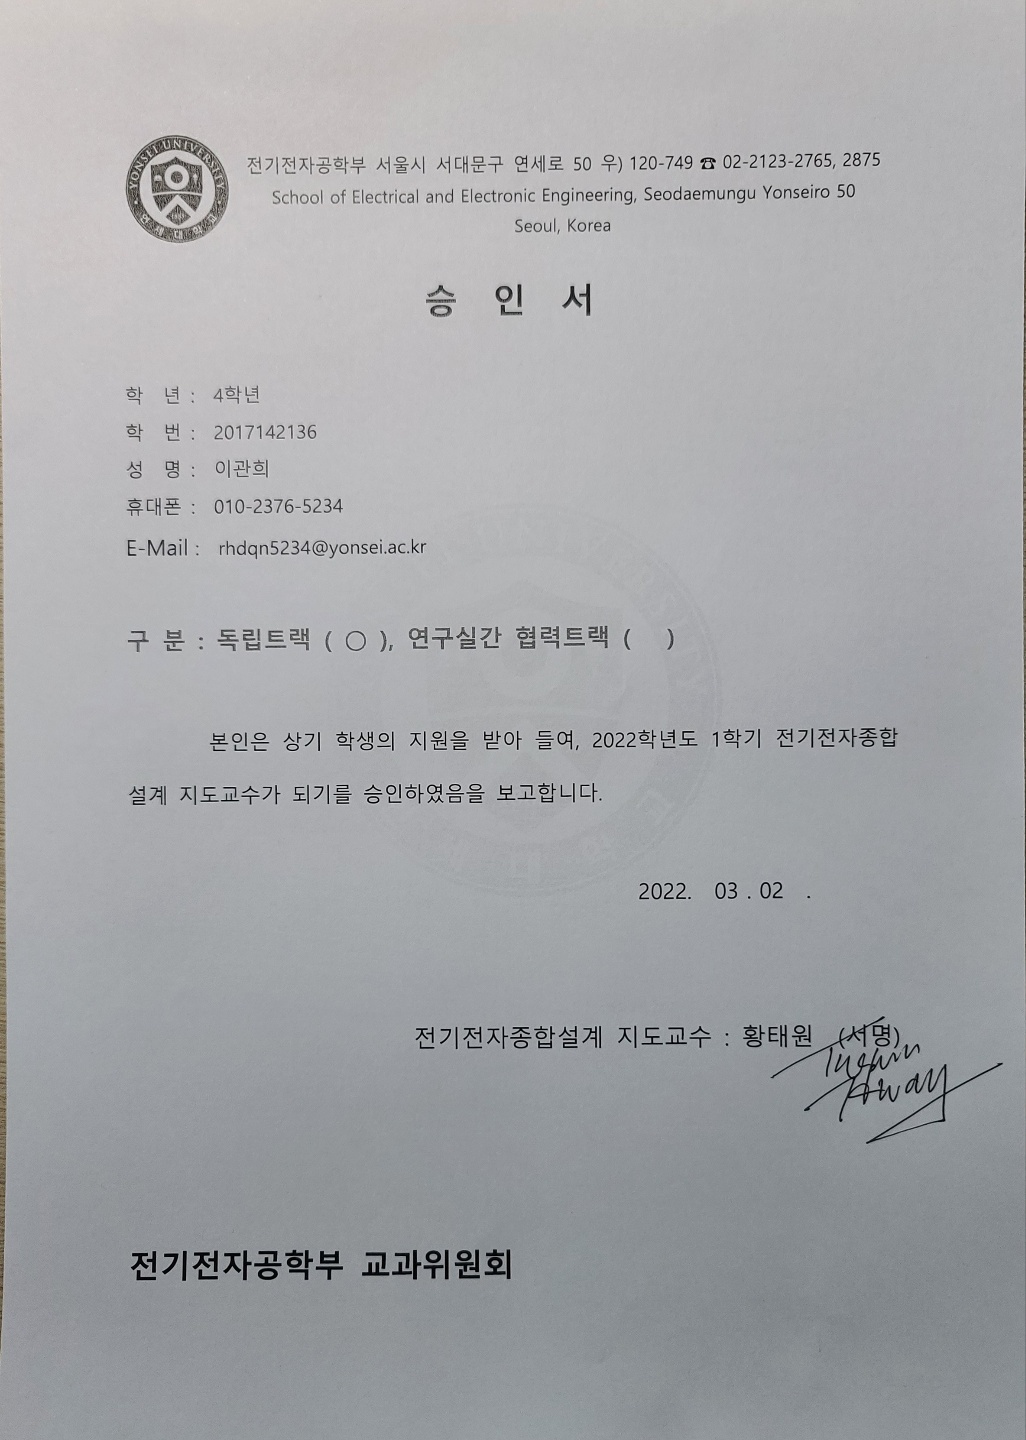 YONSEI UNIVERSITY
연세대학교
전기전자공학부 서울시 서대문구 연세로 50 우) 120-749 ☎ 02-2123-2765, 2875
School of Electrical and Electronic Engineering, Seodaemungu Yonseiro 50
Seoul, Korea
승 인 서
학 년 : 4학년
학 번 : 2017142136
성 명 : 이관희
휴대폰 : 010-2376-5234
E-Mail : rhdqn5234@yonsei.ac.kr
구 분 : 독립트랙 ( ○ ), 연구실간 협력트랙 ( )
본인은 상기 학생의 지원을 받아 들여, 2022학년도 1학기 전기전자종합
설계 지도교수가 되기를 승인하였음을 보고합니다.
2022. 03 . 02 .
전기전자종합설계 지도교수 : 황태원 (서명)
전기전자공학부 교과위원회